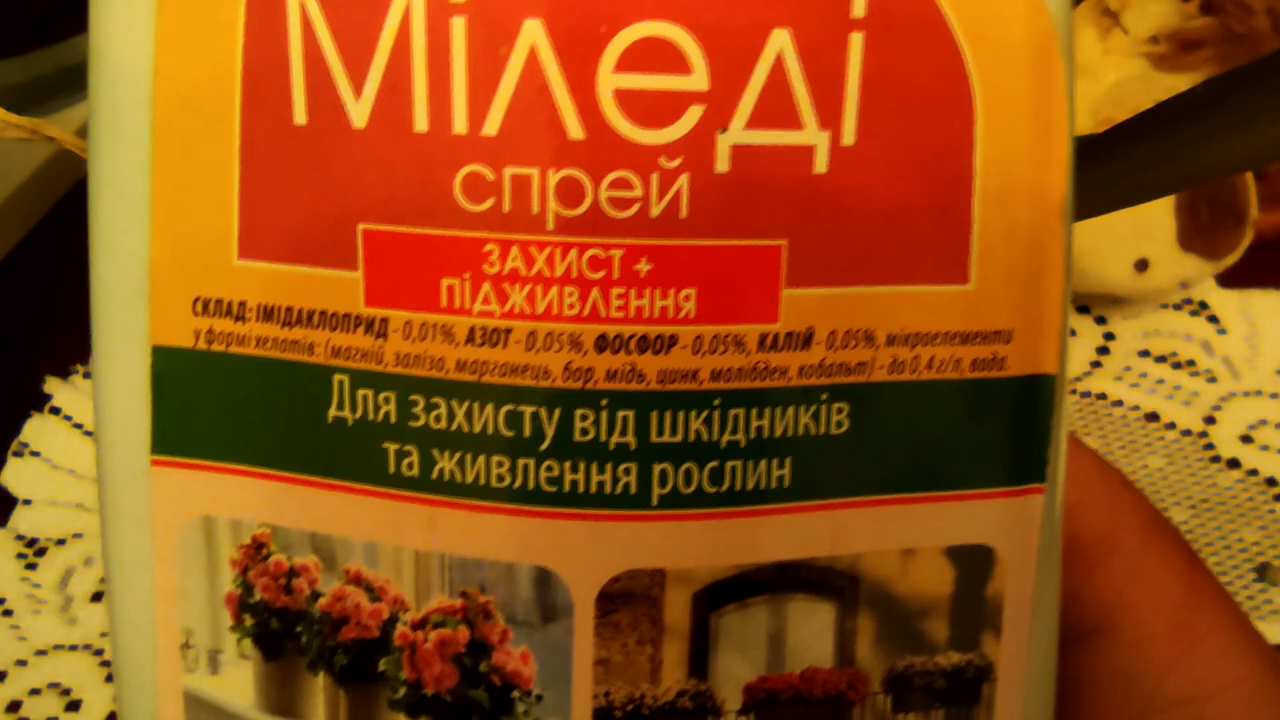 Міледі
спрей
ЗАХИСТ +
ПІДЖИВЛЕННЯ
СКЛАД: ІМІДАКЛОПРИД - 0,01%, АЗОТ - 0,05%, ФОСФОР - 0,05%, КАЛІЙ - 0,05%, мікроелементи
у формі хелатів: (магній, залізо, марганець, бор, мідь, цинк, молібден, кобальт) - до 0,4 г/л, вода.
Для захисту від шкідників
та живлення рослин